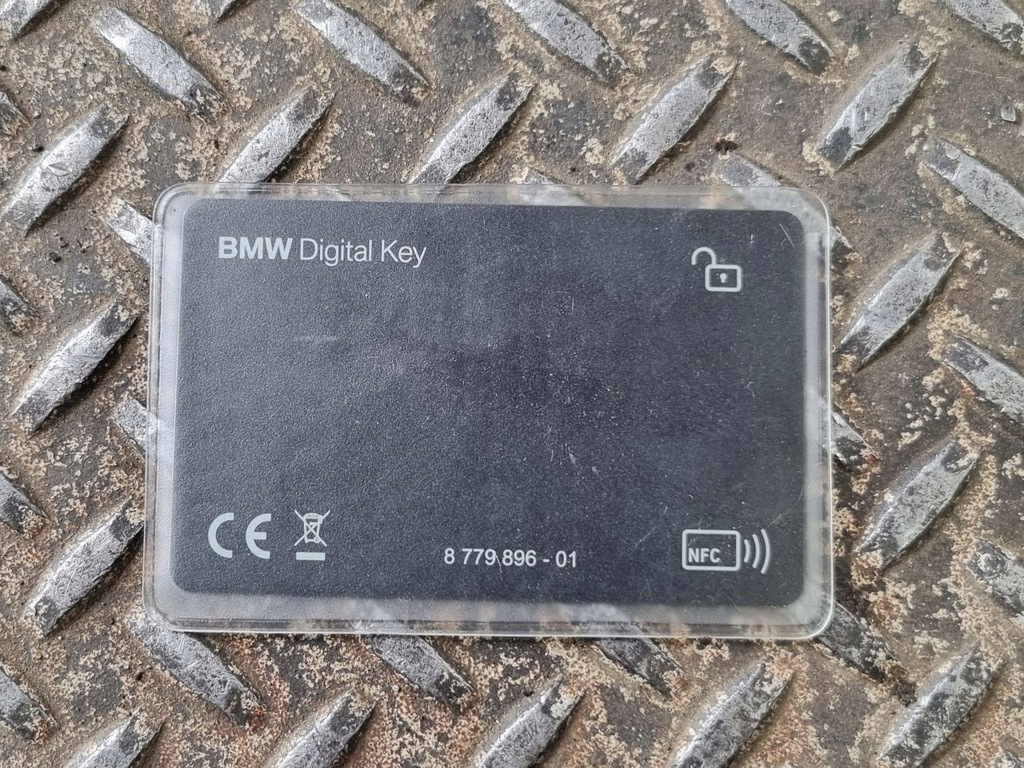 BMW Digital Key
CE
8 779 896 - 01
NFC